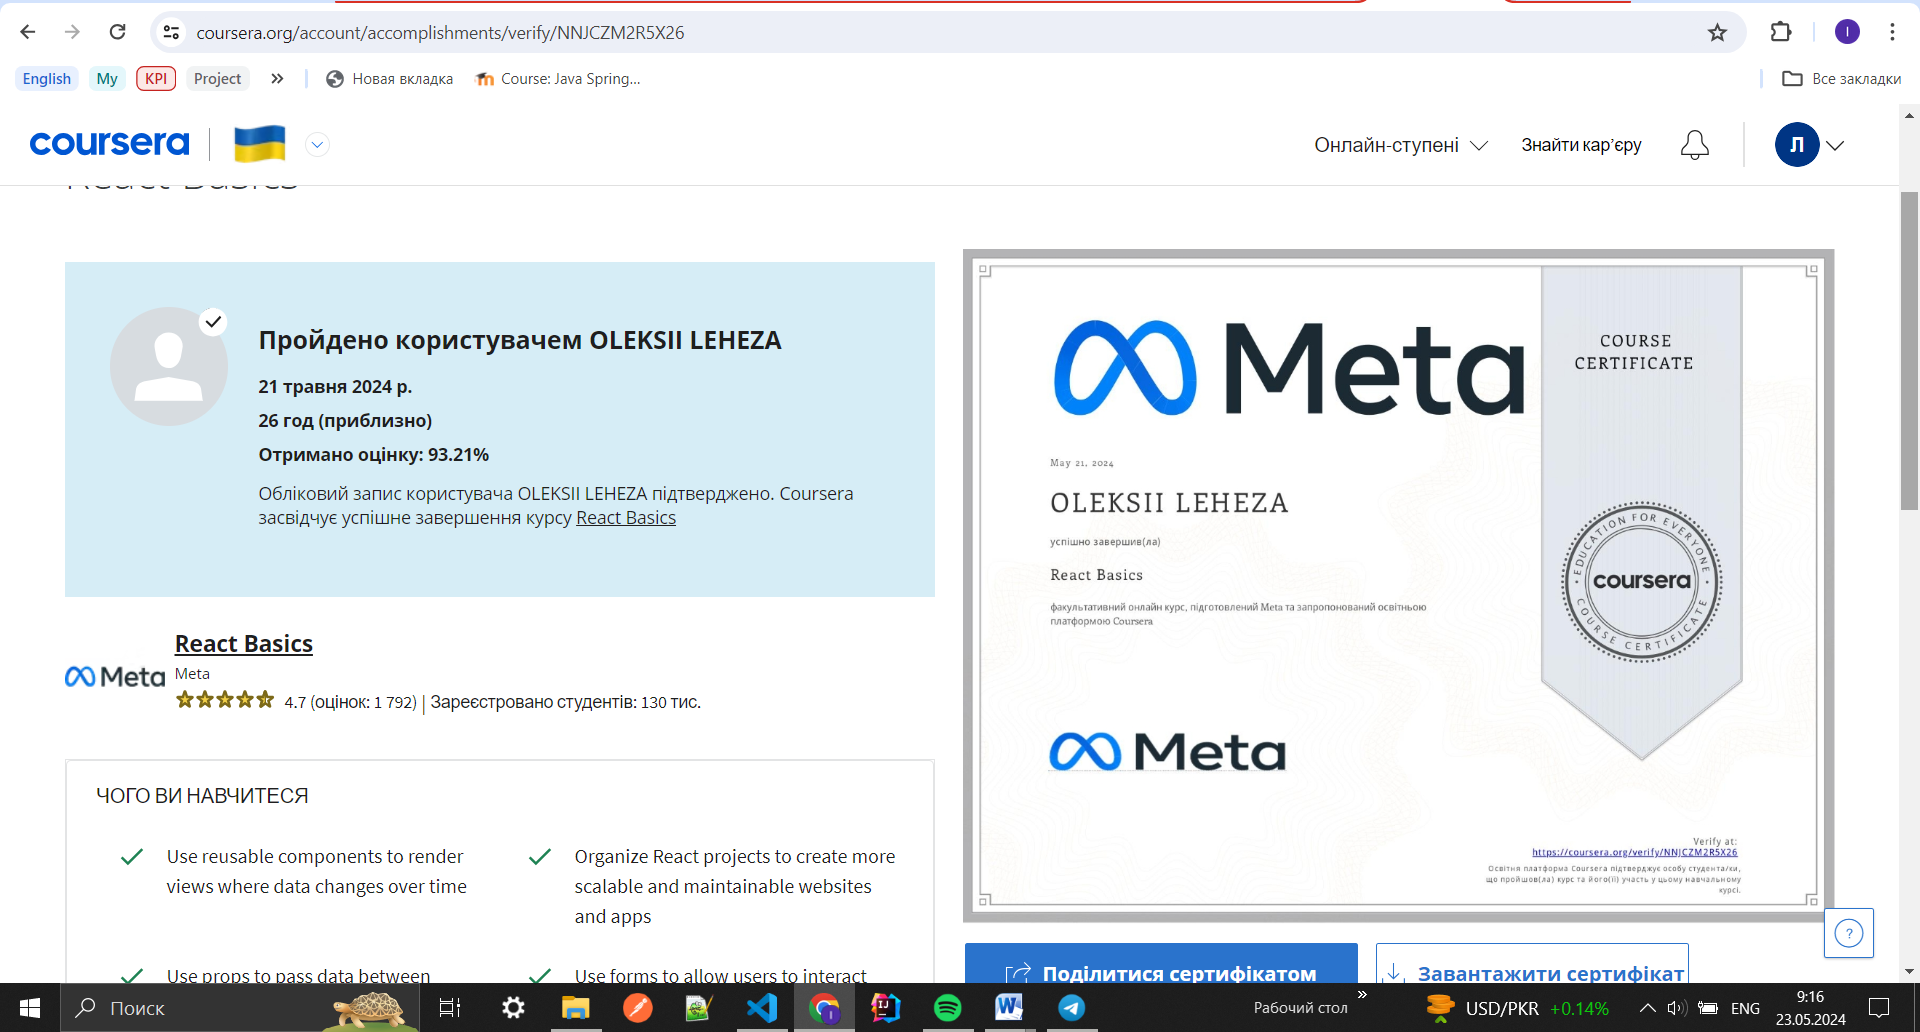 coursera.org/account/accomplishments/verify/NNJCZM2R5X26
I
English
My
KPI
Project
Новая вкладка
Course: Java Spring...
Все закладки
coursera
Онлайн-ступені
Знайти кар’єру
Л
React Basics
Пройдено користувачем OLEKSII LEHEZA
21 травня 2024 р.
26 год (приблизно)
Отримано оцінку: 93.21%
Обліковий запис користувача OLEKSII LEHEZA підтверджено. Coursera
засвідчує успішне завершення курсу React Basics
React Basics
Meta
Meta
4.7 (оцінок: 1 792) | Зареєстровано студентів: 130 тис.
ЧОГО ВИ НАВЧИТЕСЯ
Use reusable components to render
views where data changes over time
Organize React projects to create more
scalable and maintainable websites
and apps
Use props to pass data between
Use forms to allow users to interact
Meta
COURSE
CERTIFICATE
May 21, 2024
OLEKSII LEHEZA
успішно завершив(ла)
React Basics
факультативний онлайн курс, підготовлений Meta та запропонований освітньою
платформою Coursera
EDUCATION FOR EVERYONE
coursera
COURSE CERTIFICATE
Meta
Verify at:
https://coursera.org/verify/NNJCZM2R5X26
Освітня платформа Coursera підтверджує особу студента/ки,
що пройшов(ла) курс та його(її) участь у цьому навчальному
курсі.
Поділитися сертифікатом
Завантажити сертифікат
?
Поиск
Рабочий стол
USD/PKR +0.14%
ENG
9:16
23.05.2024